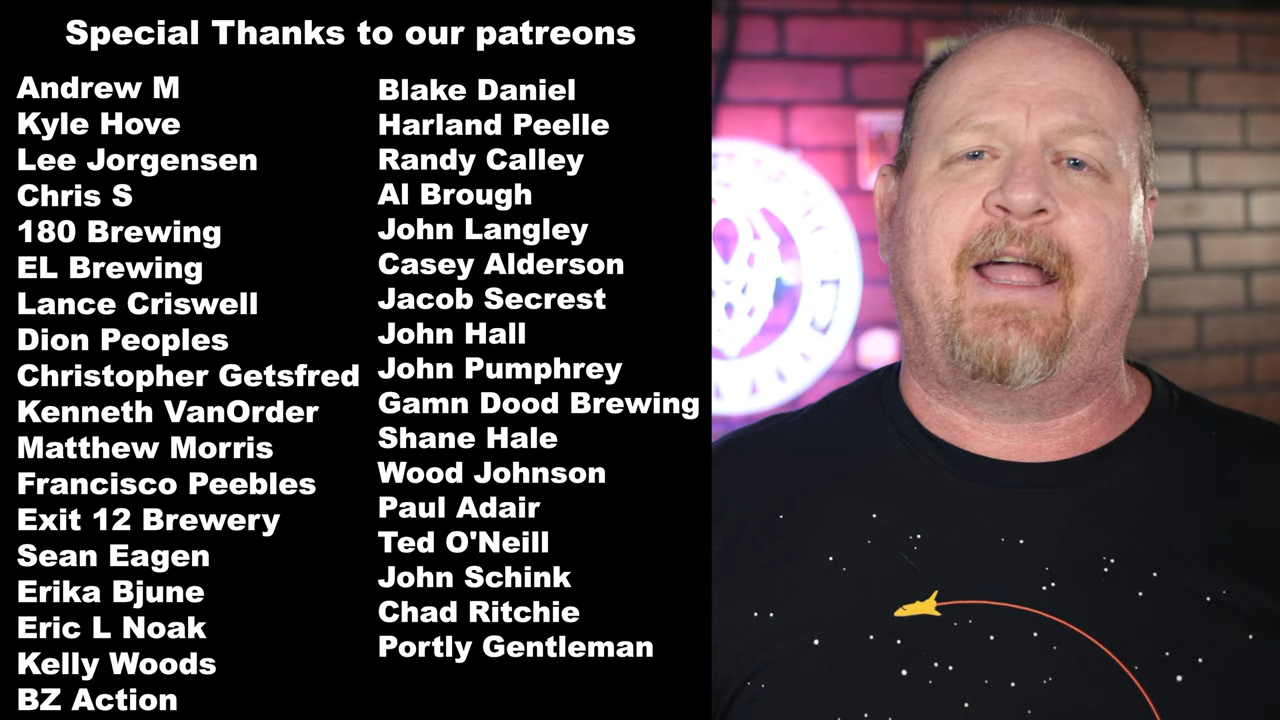 Special Thanks to our patreons
Andrew M
Kyle Hove
Lee Jorgensen
Chris S
180 Brewing
EL Brewing
Lance Criswell
Dion Peoples
Christopher Getsfred
Kenneth VanOrder
Matthew Morris
Francisco Peebles
Exit 12 Brewery
Sean Eagen
Erika Bjune
Eric L Noak
Kelly Woods
BZ Action
Blake Daniel
Harland Peelle
Randy Calley
Al Brough
John Langley
Casey Alderson
Jacob Secrest
John Hall
John Pumphrey
Gamn Dood Brewing
Shane Hale
Wood Johnson
Paul Adair
Ted O'Neill
John Schink
Chad Ritchie
Portly Gentleman